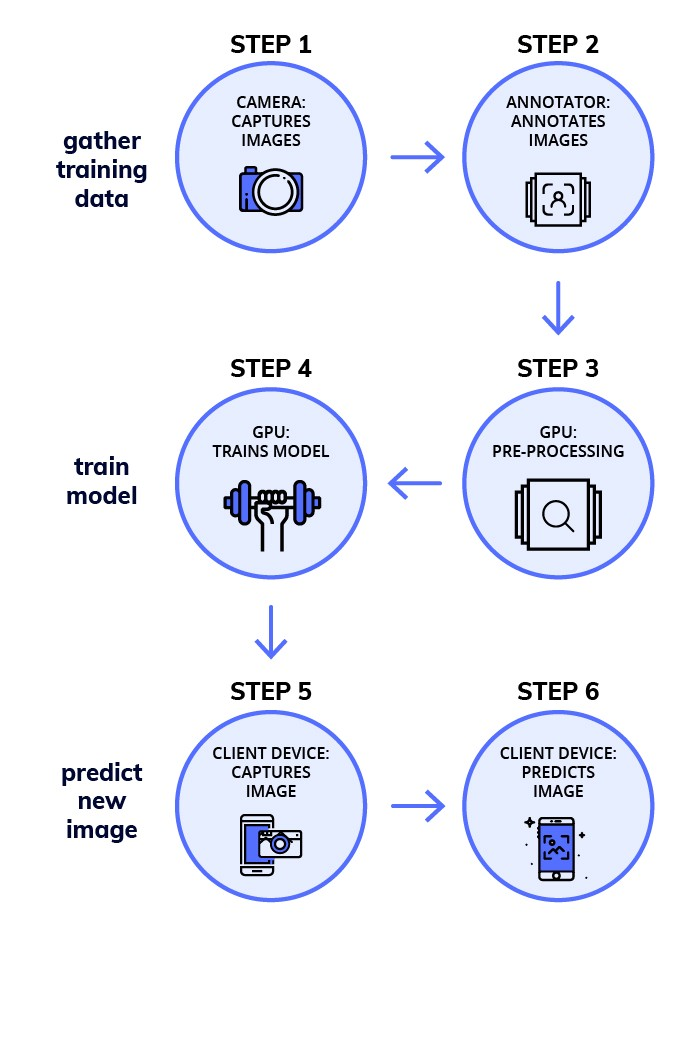 STEP 1
STEP 2
gather
training
data
CAMERA:
CAPTURES
IMAGES
ANNOTATOR:
ANNOTATES
IMAGES
STEP 4
STEP 3
train
model
GPU:
TRAINS MODEL
GPU:
PRE-PROCESSING
STEP 5
STEP 6
predict
new
image
CLIENT DEVICE:
CAPTURES
IMAGE
CLIENT DEVICE:
PREDICTS
IMAGE